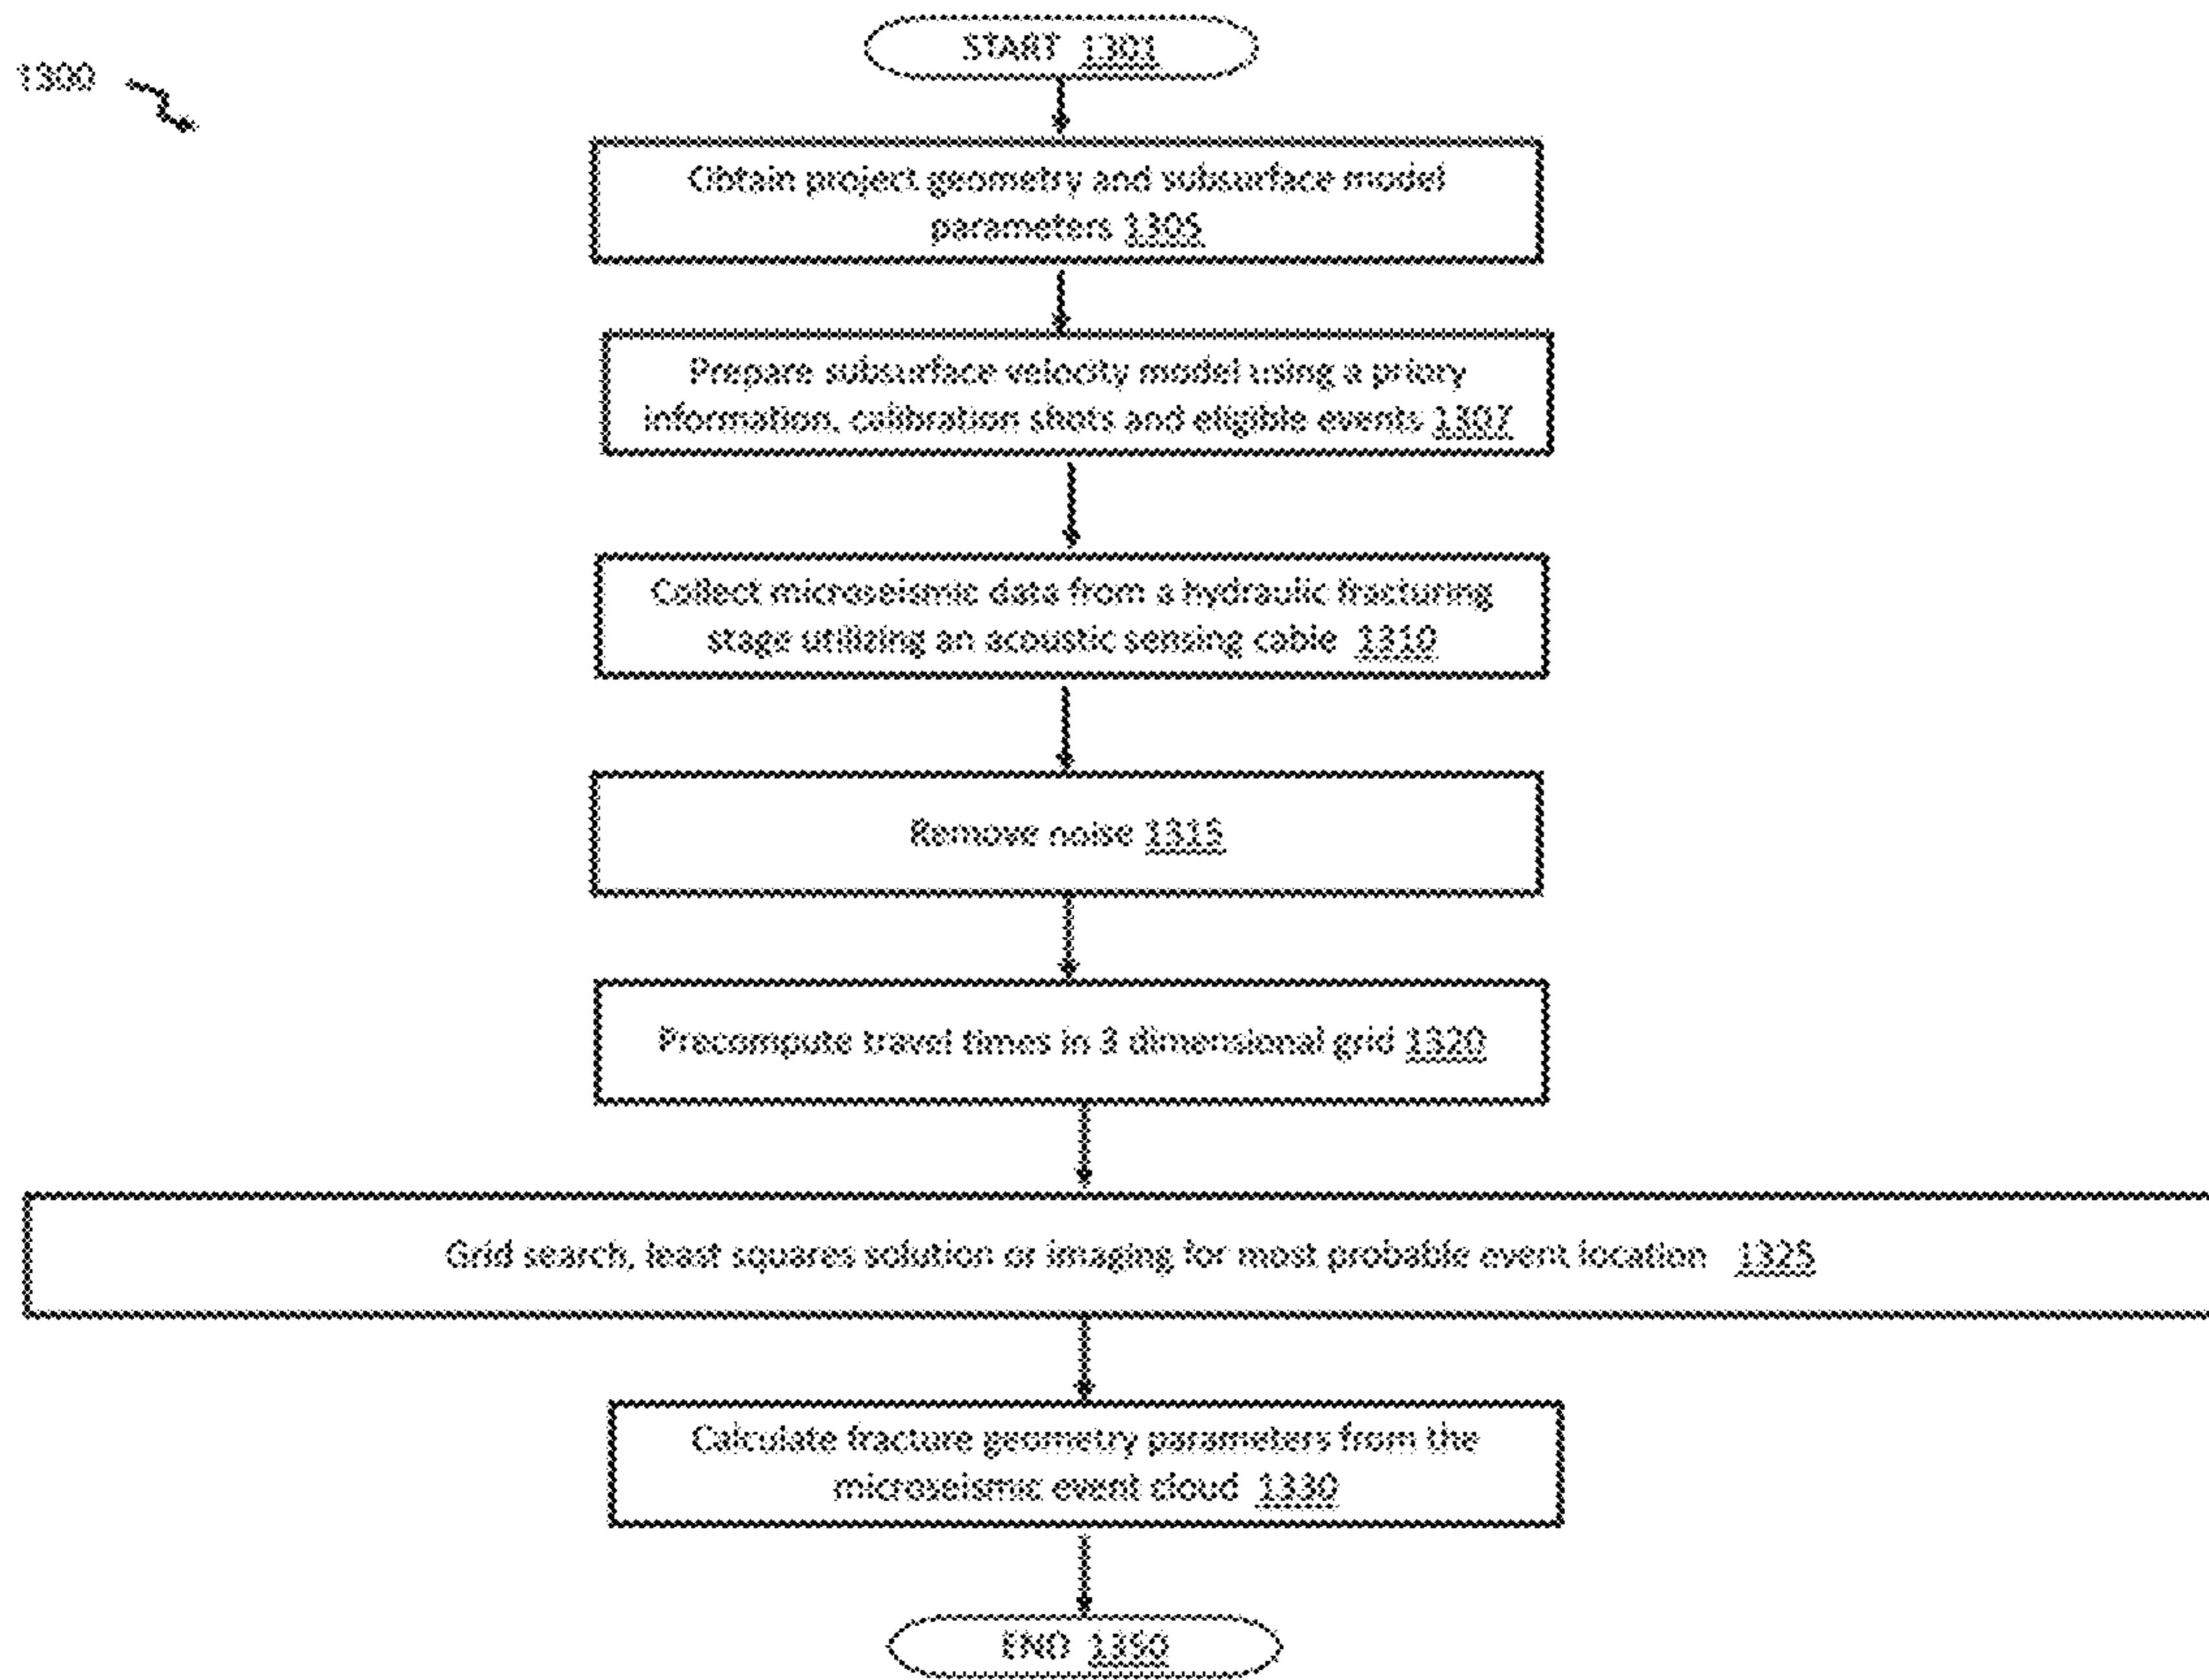 START 1301
1300
Obtain project geometry and subsurface model
parameters 1305
Prepare subsurface velocity model using a priory
information, calibration shots and eligible events 1307
Collect microseismic data from a hydraulic fracturing
stage utilizing an acoustic sensing cable 1310
Remove noise 1315
Precompute travel times in 3 dimensional grid 1320
Grid search, least squares solution or imaging for most probable event location 1325
Calculate fracture geometry parameters from the
microseismic event cloud 1330
END 1350